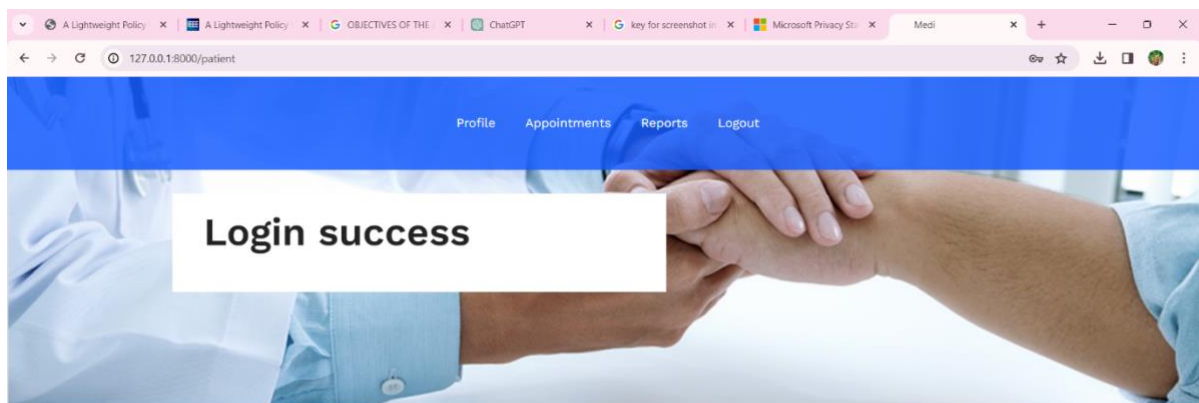 A Lightweight Policy A Lightweight Policy OBJECTIVES OF THE ChatGPT key for screenshot in Microsoft Privacy Sta Medi
127.0.0.1:8000/patient
Profile Appointments Reports Logout
Login success